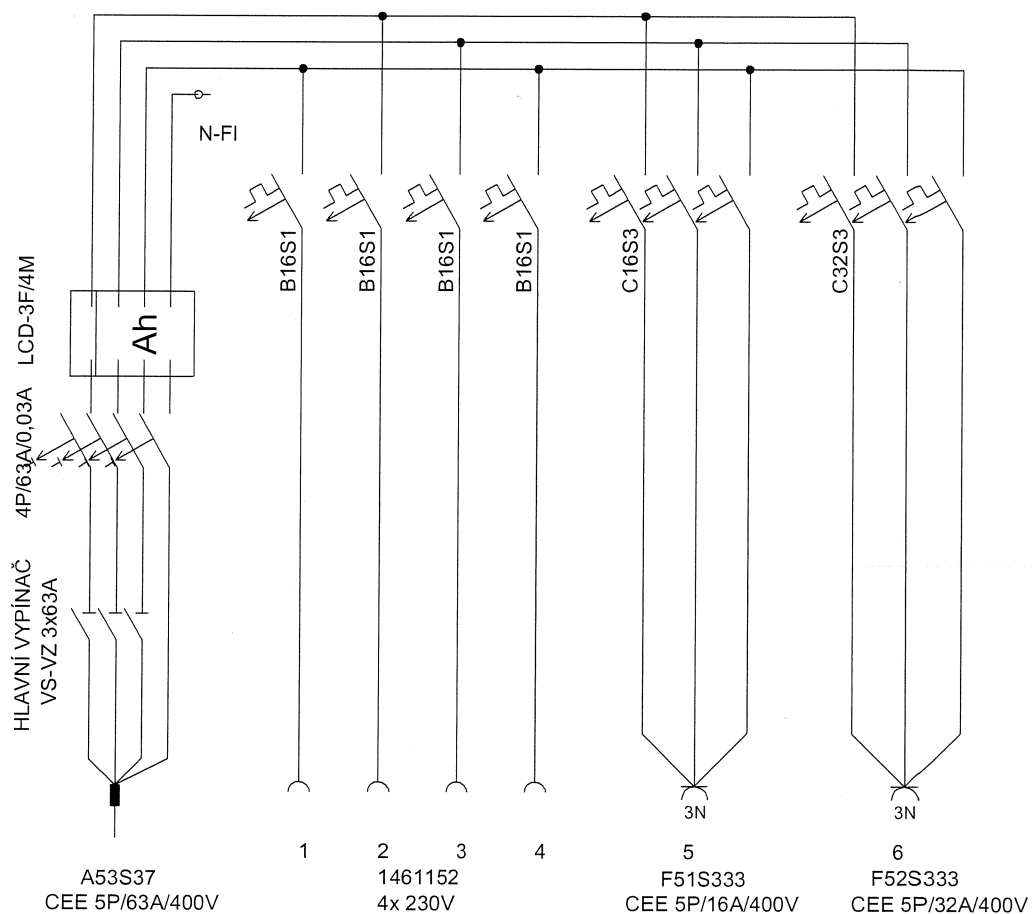 N-FI
B16S1
B16S1
B16S1
B16S1
C16S3
C32S3
LCD-3F/4M
Ah
4P/63A/0,03A
HLAVNÍ VYPÍNAČ
VS-VZ 3x63A
3N
3N
1
2
3
4
5
6
A53S37
CEE 5P/63A/400V
1461152
4x 230V
F51S333
CEE 5P/16A/400V
F52S333
CEE 5P/32A/400V